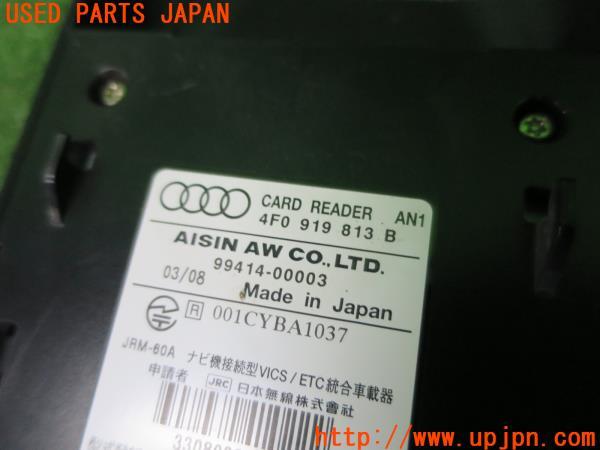 USED PARTS JAPAN
CARD READER AN1
4F0 919 813 B
AISIN AW CO.,LTD.
99414-00003
03/08
Made in Japan
R 001CYBA1037
JRM-60A ナビ機接続型VICS/ETC統合車載器
申請者 JRC 日本無線株式会社
http://www.upjpn.com